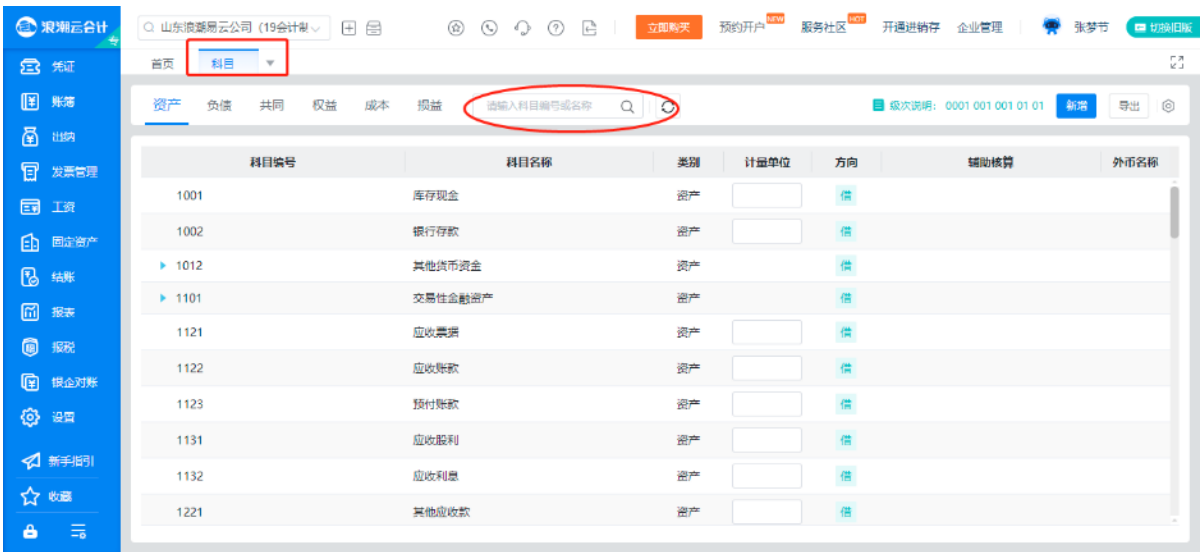 浪潮云会计
专
山东浪潮易云公司（19会计制
立即购买
预约开户
NEW
服务社区
HOT
开通进销存
企业管理
张梦节
切换旧版
凭证
账簿
出纳
发票管理
工资
固定资产
结账
报表
报税
银企对账
设置
新手指引
收藏
首页
科目
资产
负债
共同
权益
成本
损益
请输入科目编号或名称
级次说明： 0001 001 001 01 01
新增
导出
科目编号 科目名称 类别 计量单位 方向 辅助核算 外币名称
1001 库存现金 资产 借
1002 银行存款 资产 借
1012 其他货币资金 资产 借
1101 交易性金融资产 资产 借
1121 应收票据 资产 借
1122 应收账款 资产 借
1123 预付账款 资产 借
1131 应收股利 资产 借
1132 应收利息 资产 借
1221 其他应收款 资产 借